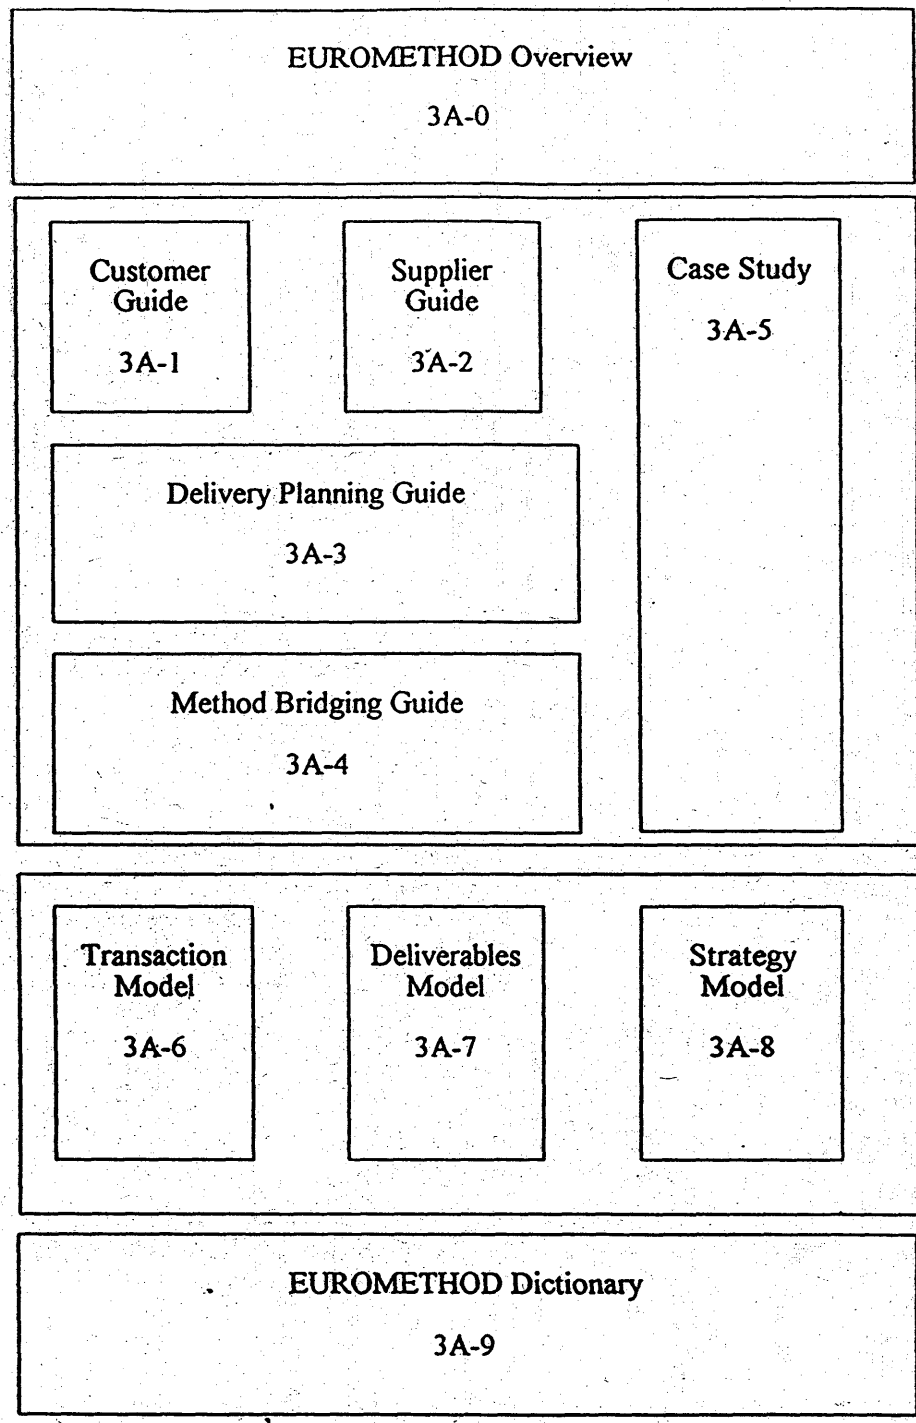 EUROMETHOD Overview
3A-0
Customer
Guide
3A-1
Supplier
Guide
3A-2
Case Study
3A-5
Delivery Planning Guide
3A-3
Method Bridging Guide
3A-4
Transaction
Model
3A-6
Deliverables
Model
3A-7
Strategy
Model
3A-8
EUROMETHOD Dictionary
3A-9